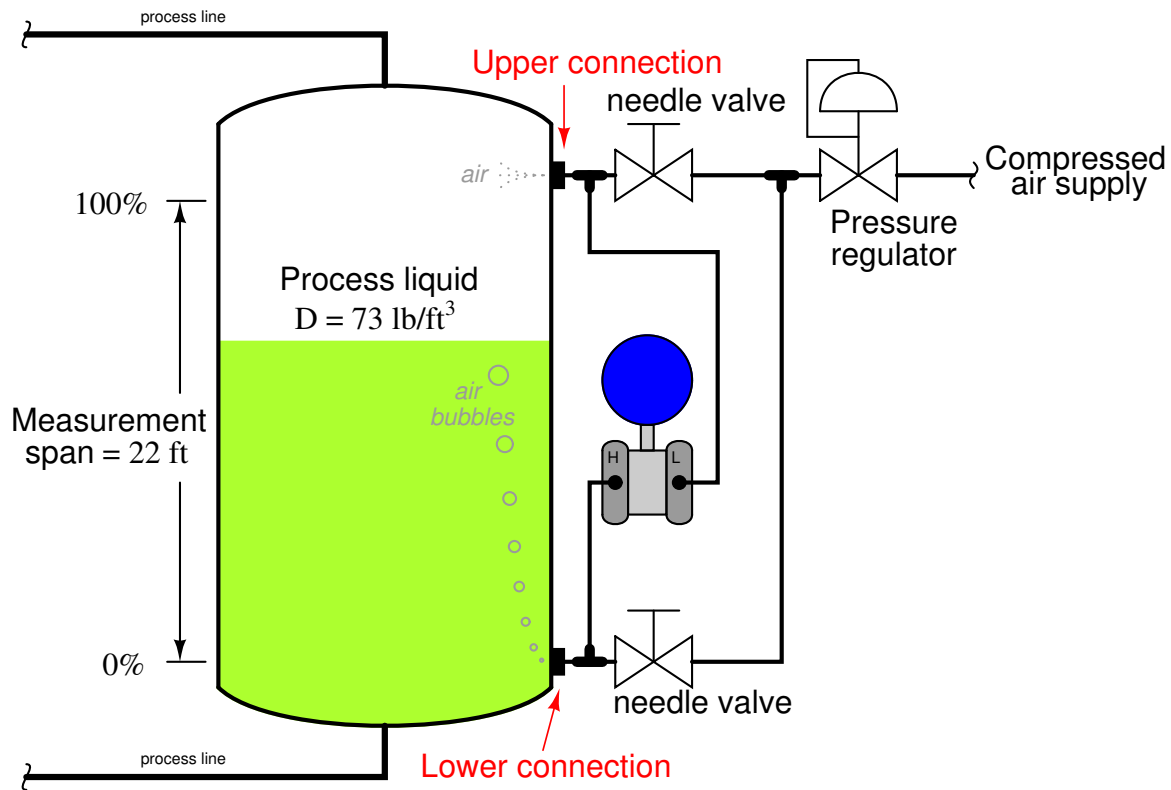 process line
Upper connection
needle valve
air
Compressed
air supply
100%
Pressure
regulator
Process liquid
D = 73 lb/ft³
air
bubbles
Measurement
span = 22 ft
H
L
0%
needle valve
Lower connection
process line